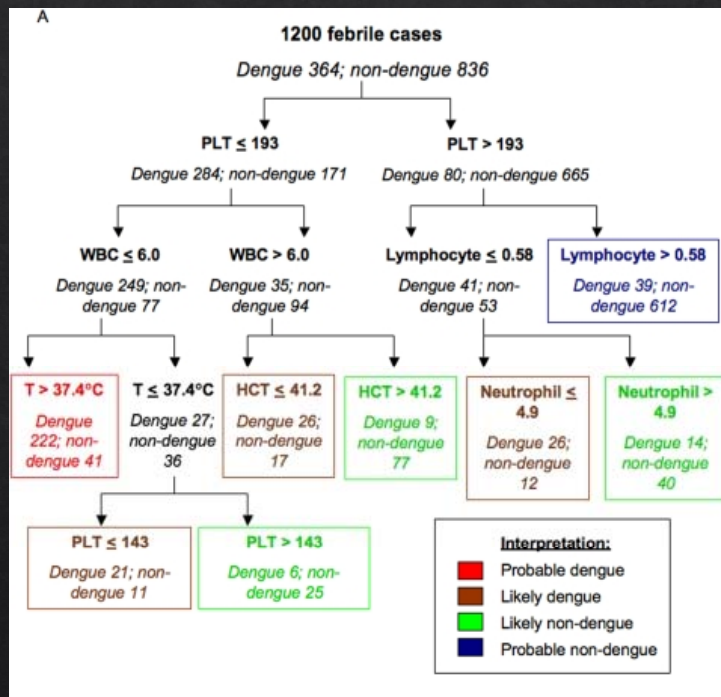 A
1200 febrile cases
Dengue 364; non-dengue 836
PLT ≤ 193
Dengue 284; non-dengue 171
PLT > 193
Dengue 80; non-dengue 665
WBC ≤ 6.0
Dengue 249; non-
dengue 77
WBC > 6.0
Dengue 35; non-
dengue 94
Lymphocyte ≤ 0.58
Dengue 41; non-
dengue 53
Lymphocyte > 0.58
Dengue 39; non-
dengue 612
T > 37.4°C
Dengue
222; non-
dengue 41
T ≤ 37.4°C
Dengue 27;
non-dengue
36
HCT ≤ 41.2
Dengue 26;
non-dengue
17
HCT > 41.2
Dengue 9;
non-dengue
77
Neutrophil ≤
4.9
Dengue 26;
non-dengue
12
Neutrophil >
4.9
Dengue 14;
non-dengue
40
PLT ≤ 143
Dengue 21; non-
dengue 11
PLT > 143
Dengue 6; non-
dengue 25
Interpretation:
Probable dengue
Likely dengue
Likely non-dengue
Probable non-dengue